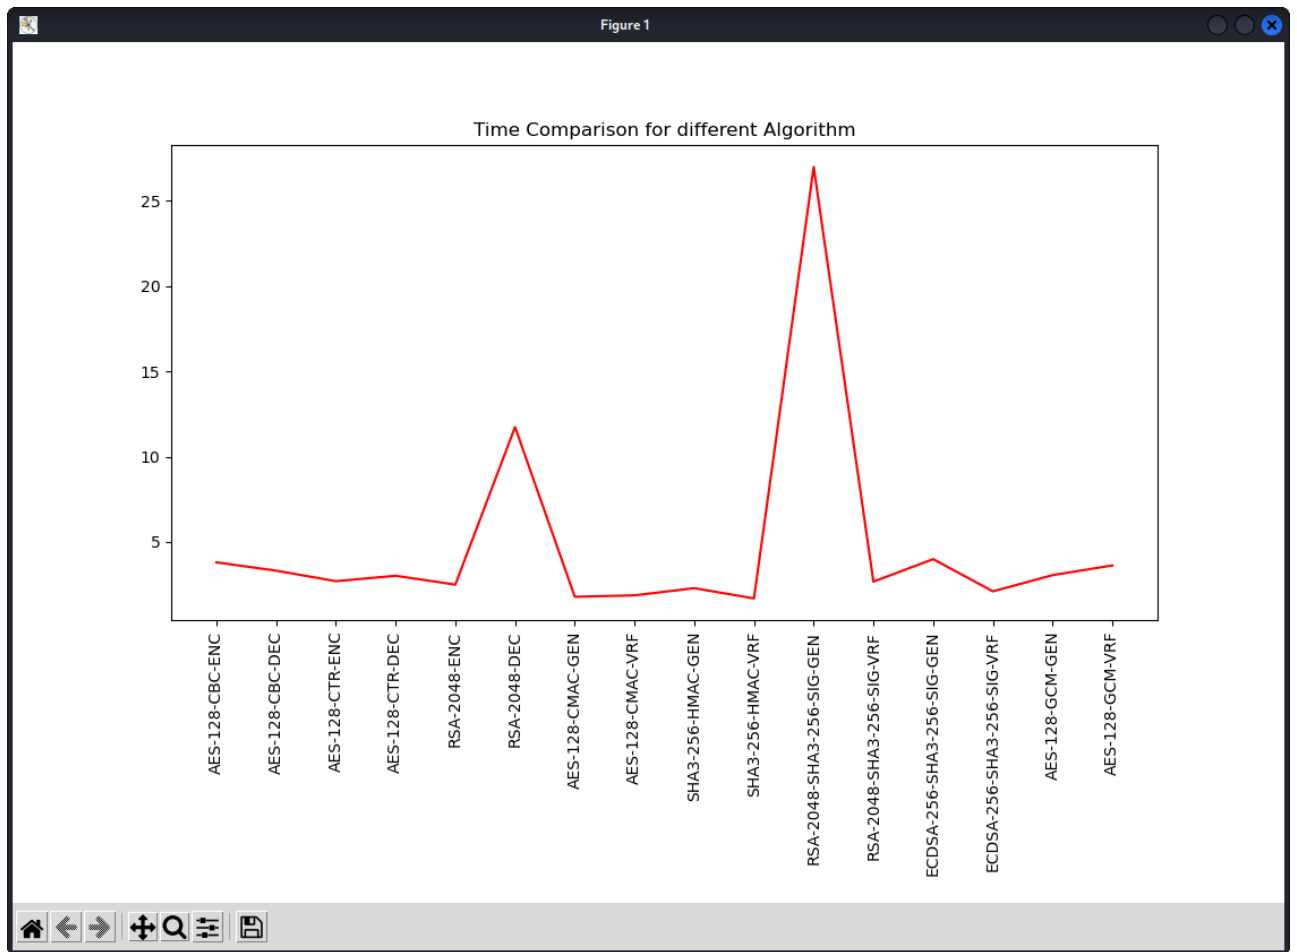 Figure 1
Time Comparison for different Algorithm
25
20
15
10
5
AES-128-CBC-ENC
AES-128-CBC-DEC
AES-128-CTR-ENC
AES-128-CTR-DEC
RSA-2048-ENC
RSA-2048-DEC
AES-128-CMAC-GEN
AES-128-CMAC-VRF
SHA3-256-HMAC-GEN
SHA3-256-HMAC-VRF
RSA-2048-SHA3-256-SIG-GEN
RSA-2048-SHA3-256-SIG-VRF
ECDSA-256-SHA3-256-SIG-GEN
ECDSA-256-SHA3-256-SIG-VRF
AES-128-GCM-GEN
AES-128-GCM-VRF